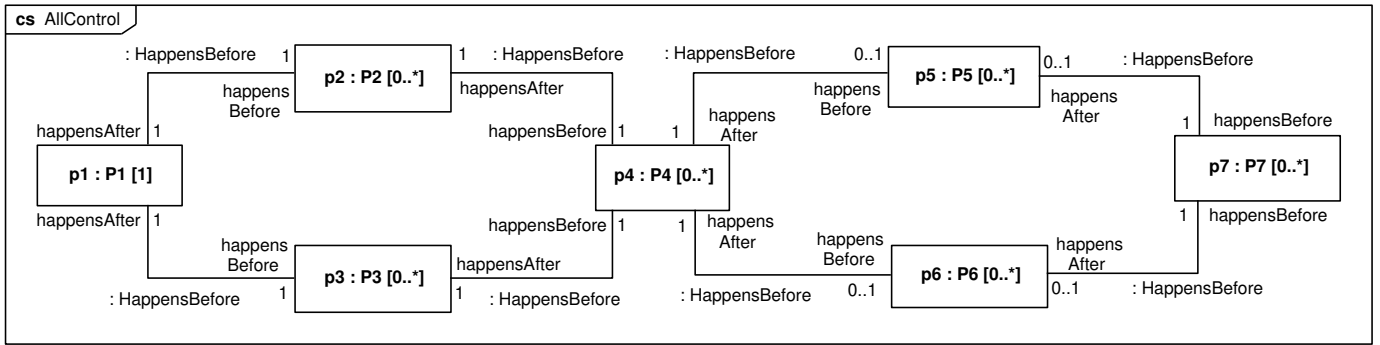 cs AllControl
: HappensBefore 1
1 : HappensBefore
: HappensBefore
0..1
0..1 : HappensBefore
p2 : P2 [0..*]
p5 : P5 [0..*]
happens
Before
happensAfter
happens
Before
happens
After
happensAfter 1
happensBefore 1
1 happens
After
1 happensBefore
p1 : P1 [1]
p4 : P4 [0..*]
p7 : P7 [0..*]
happensAfter 1
happensBefore 1
1 happens
After
1 happensBefore
happens
Before
happensAfter
happens
Before
happens
After
p3 : P3 [0..*]
p6 : P6 [0..*]
: HappensBefore 1
1 : HappensBefore
: HappensBefore 0..1
0..1 : HappensBefore